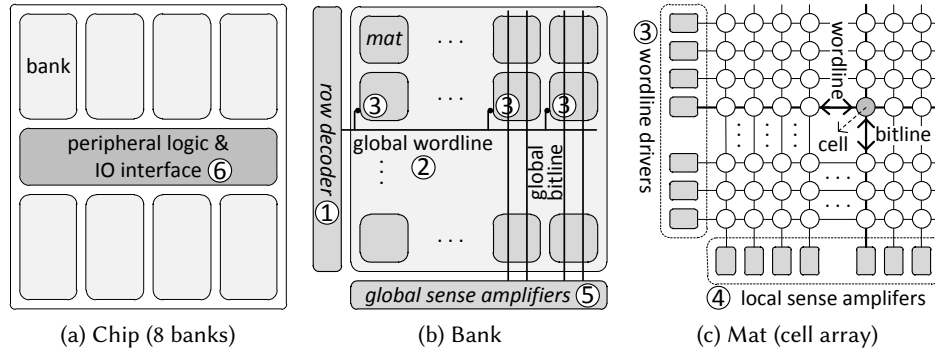 bank
peripheral logic &
IO interface ⑥
(a) Chip (8 banks)
row decoder ①
mat
. . .
③ ③ ③
. . .
global wordline
②
global
bitline
. . .
global sense amplifiers ⑤
(b) Bank
③ wordline drivers
wordline
cell
bitline
. . .
. . .
. . .
④ local sense amplifers
(c) Mat (cell array)